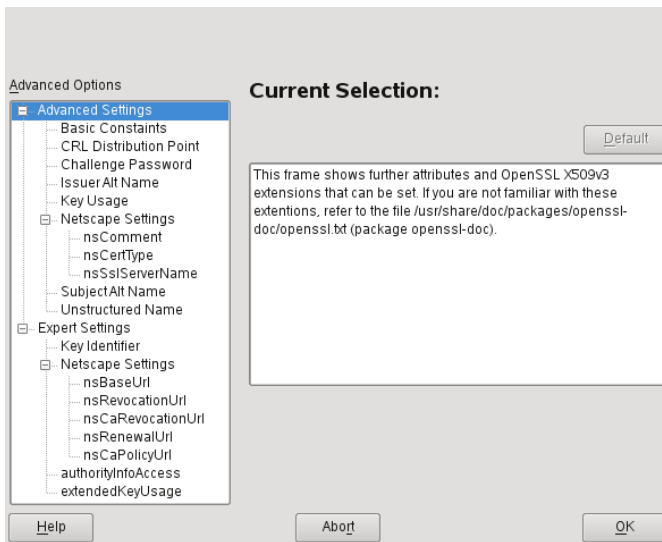 Advanced Options
Advanced Settings
Basic Constaints
CRL Distribution Point
Challenge Password
IssuerAlt Name
Key Usage
Netscape Settings
nsComment
nsCertType
nsSslServerName
SubjectAlt Name
Unstructured Name
Expert Settings
Key Identifier
Netscape Settings
nsBaseUrl
nsRevocationUrl
nsCaRevocationUrl
nsRenewalUrl
nsCaPolicyUrl
authorityInfoAccess
extendedKeyUsage
Current Selection:
Default
This frame shows further attributes and OpenSSL X509v3
extensions that can be set. If you are not familiar with these
extentions, refer to the file /usr/share/doc/packages/openssl-
doc/openssl.txt (package openssl-doc).
Help
Abort
OK